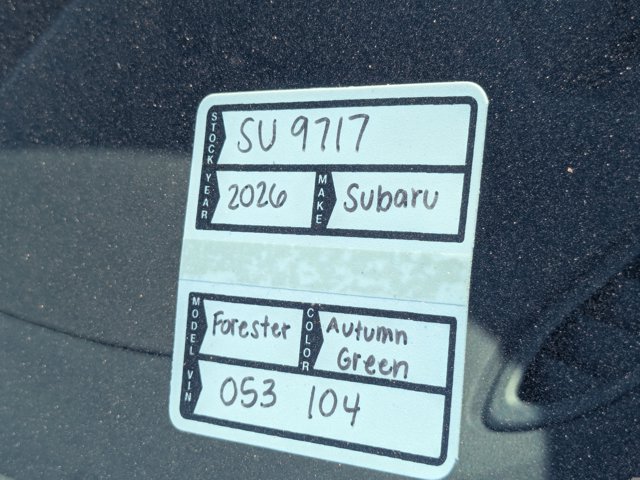 STOCK SU 9717
YEAR 2026 MAKE Subaru
MODEL Forester COLOR Autumn Green
VIN 053 104